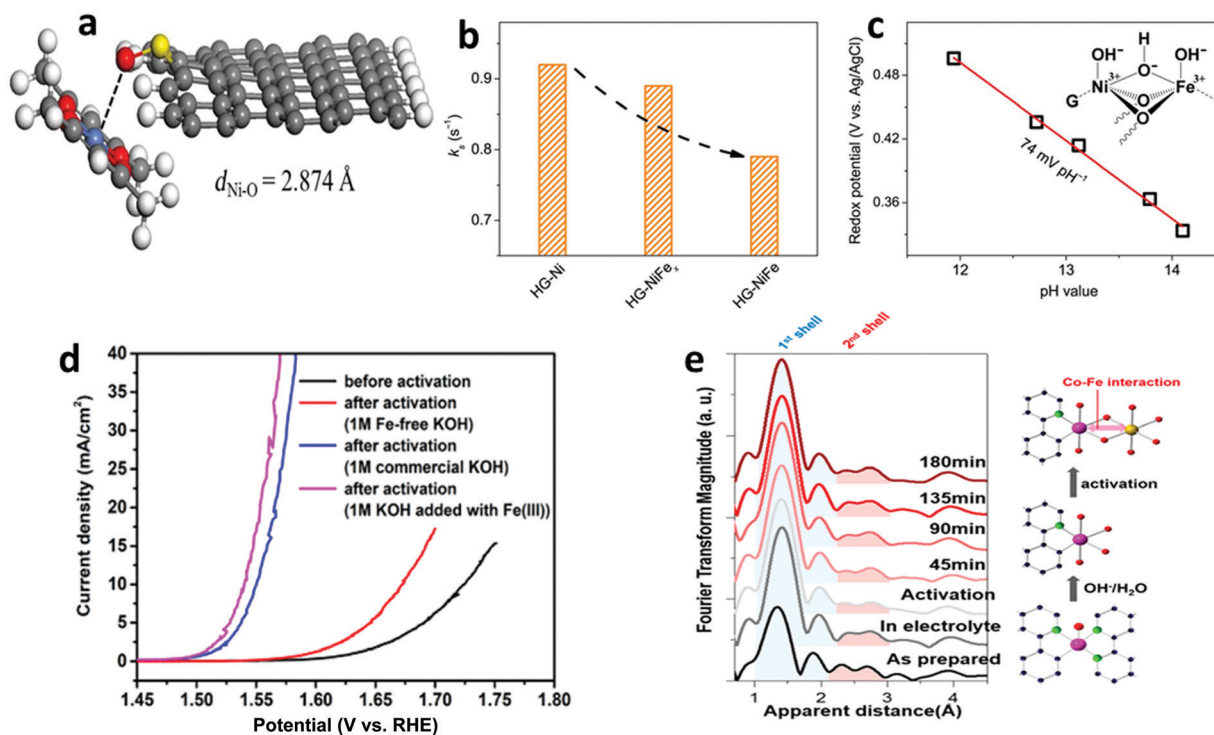 a
d_Ni-O = 2.874 Å
b
k_s (s⁻¹)
0.9
0.8
0.7
HG-Ni
HG-NiFeₓ
HG-NiFe
c
Redox potential (V vs. Ag/AgCl)
0.48
0.42
0.36
12
13
14
pH value
74 mV pH⁻¹
OH⁻
H
OH⁻
O⁻
Ni³⁺
Fe³⁺
G
O
O
d
Current density (mA/cm²)
40
35
30
25
20
15
10
5
0
1.45
1.50
1.55
1.60
1.65
1.70
1.75
1.80
Potential (V vs. RHE)
before activation
after activation
(1M Fe-free KOH)
after activation
(1M commercial KOH)
after activation
(1M KOH added with Fe(III))
e
1st shell
2nd shell
Fourier Transform Magnitude (a. u.)
180min
135min
90min
45min
Activation
In electrolyte
As prepared
1
2
3
4
Apparent distance(Å)
Co-Fe interaction
activation
OH⁻/H₂O